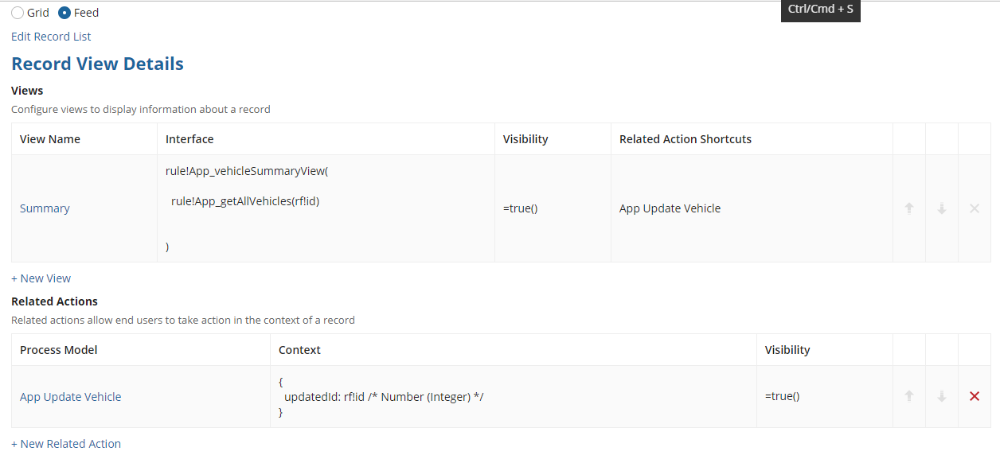 Grid Feed
Ctrl/Cmd + S
Edit Record List
Record View Details
Views
Configure views to display information about a record
View Name Interface Visibility Related Action Shortcuts
rule!App_vehicleSummaryView(
rule!App_getAllVehicles(rf!id)
Summary =true() App Update Vehicle
)
+ New View
Related Actions
Related actions allow end users to take action in the context of a record
Process Model Context Visibility
{
App Update Vehicle updatedId: rf!id /* Number (Integer) */ =true()
}
+ New Related Action